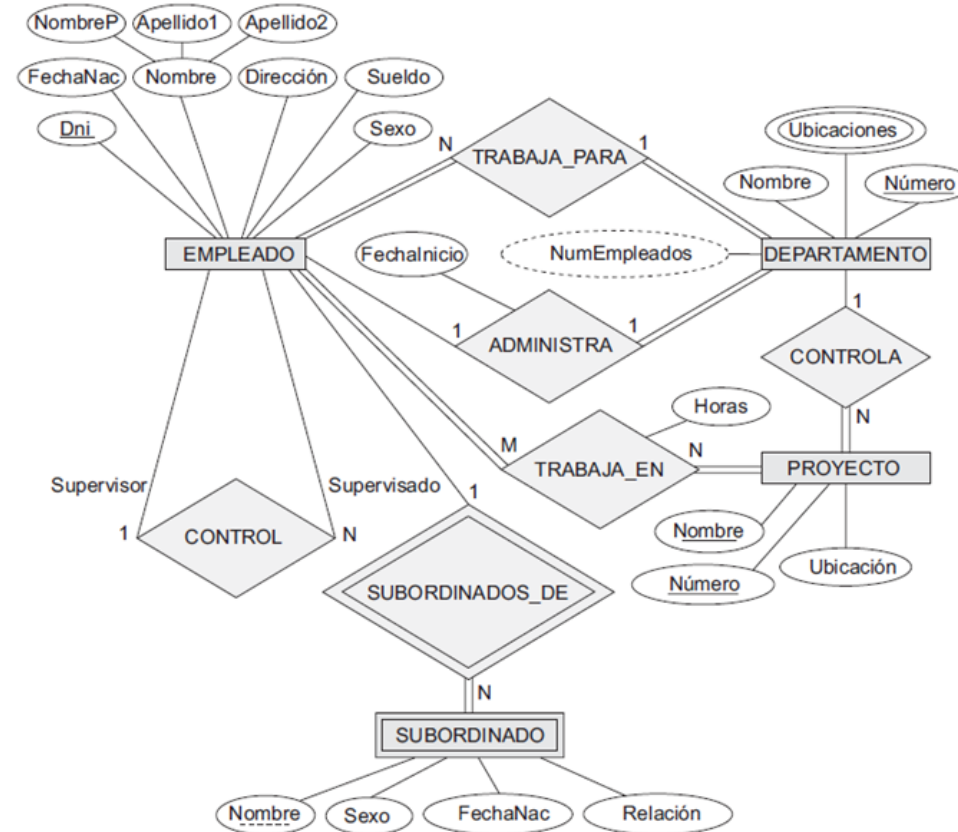 NombreP
Apellido1
Apellido2
FechaNac
Nombre
Dirección
Sueldo
Dni
Sexo
N
TRABAJA_PARA
1
Ubicaciones
Nombre
Número
EMPLEADO
FechaInicio
NumEmpleados
DEPARTAMENTO
1
ADMINISTRA
1
1
CONTROLA
N
Horas
M
TRABAJA_EN
N
PROYECTO
Supervisor
Supervisado
1
1
CONTROL
N
Nombre
Número
Ubicación
SUBORDINADOS_DE
N
SUBORDINADO
Nombre
Sexo
FechaNac
Relación